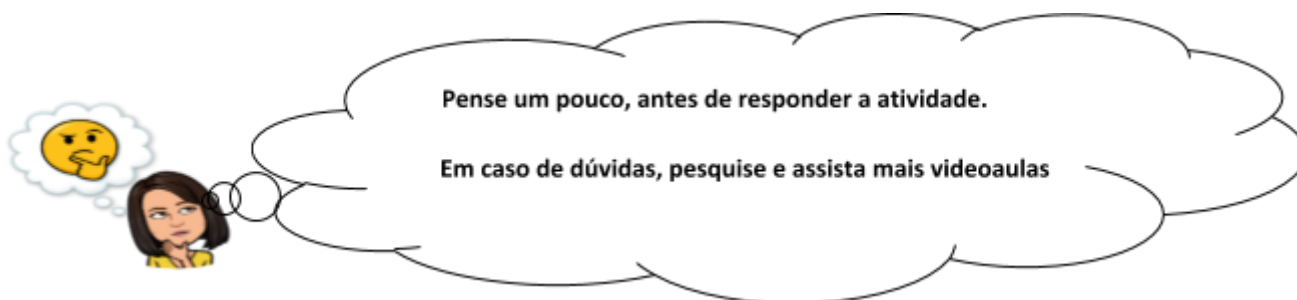 Pense um pouco, antes de responder a atividade.
Em caso de dúvidas, pesquise e assista mais videoaulas